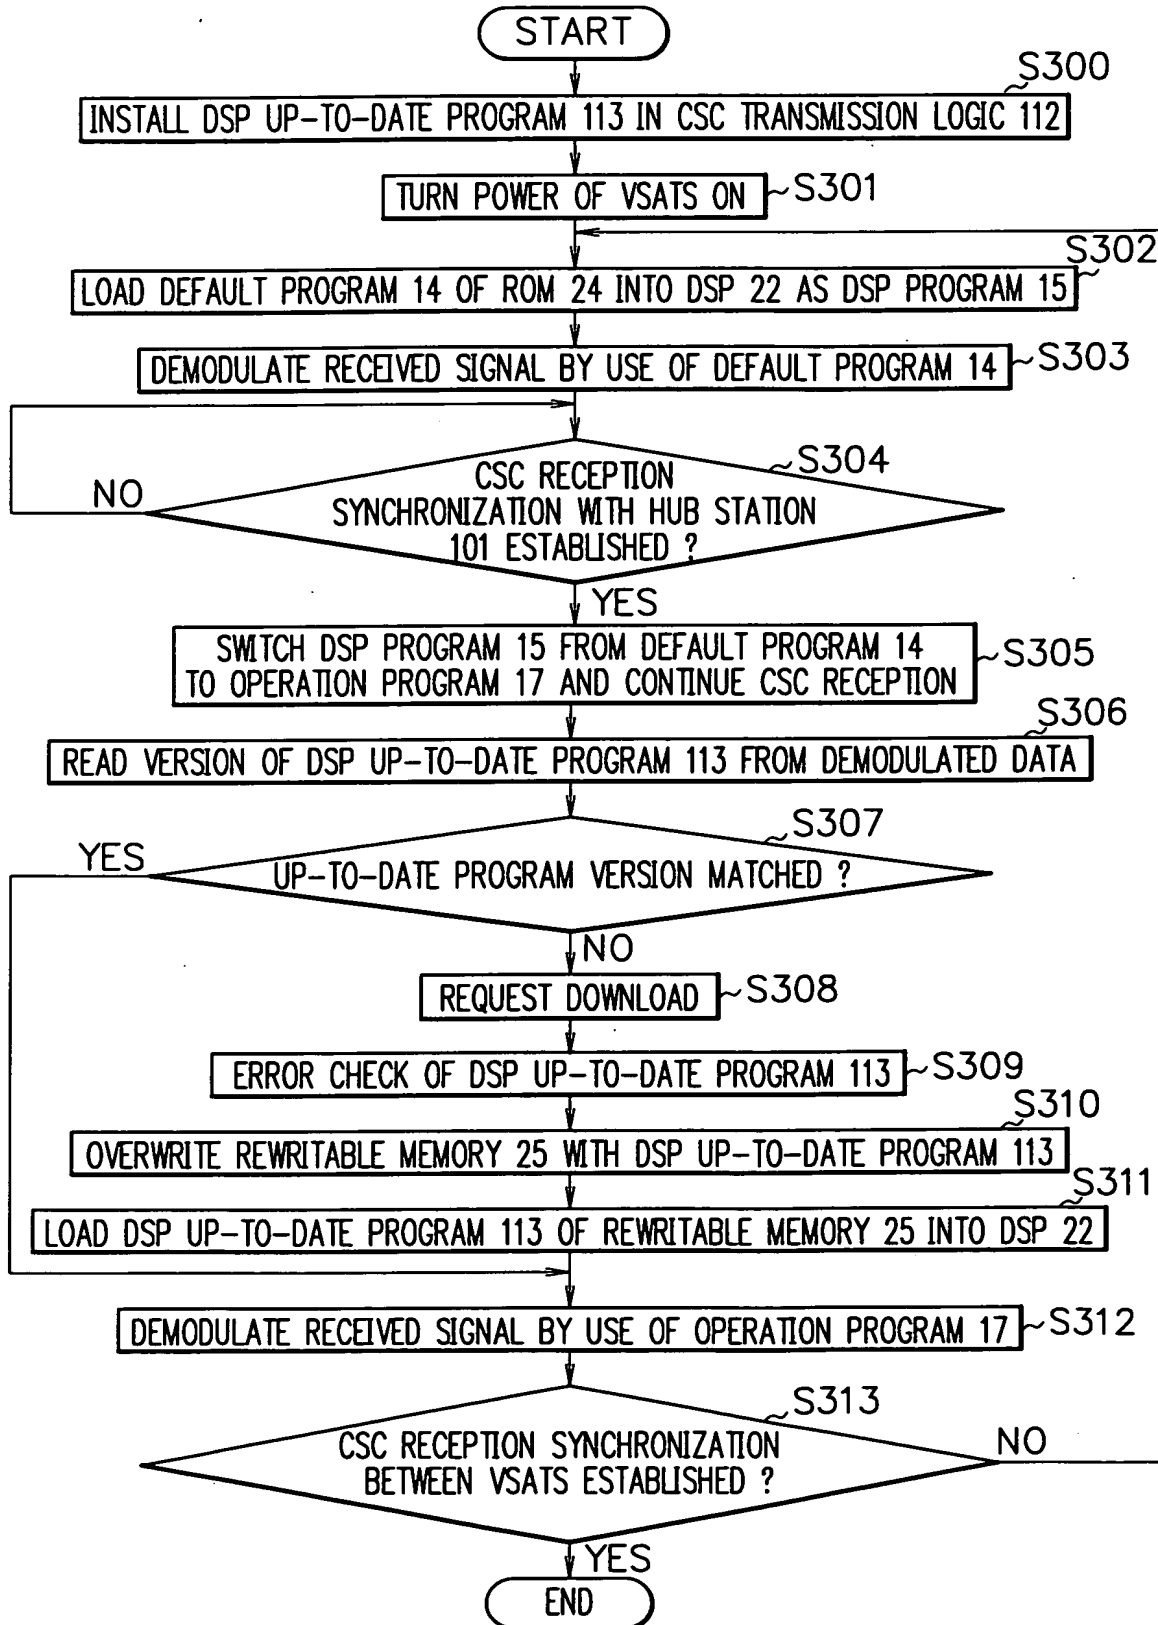 START
S300
INSTALL DSP UP-TO-DATE PROGRAM 113 IN CSC TRANSMISSION LOGIC 112
TURN POWER OF VSATS ON
S301
S302
LOAD DEFAULT PROGRAM 14 OF ROM 24 INTO DSP 22 AS DSP PROGRAM 15
DEMODULATE RECEIVED SIGNAL BY USE OF DEFAULT PROGRAM 14
S303
S304
CSC RECEPTION
NO
SYNCHRONIZATION WITH HUB STATION
101 ESTABLISHED ?
YES
SWITCH DSP PROGRAM 15 FROM DEFAULT PROGRAM 14
TO OPERATION PROGRAM 17 AND CONTINUE CSC RECEPTION
S305
S306
READ VERSION OF DSP UP-TO-DATE PROGRAM 113 FROM DEMODULATED DATA
S307
YES
UP-TO-DATE PROGRAM VERSION MATCHED ?
NO
REQUEST DOWNLOAD
S308
ERROR CHECK OF DSP UP-TO-DATE PROGRAM 113
S309
S310
OVERWRITE REWRITABLE MEMORY 25 WITH DSP UP-TO-DATE PROGRAM 113
S311
LOAD DSP UP-TO-DATE PROGRAM 113 OF REWRITABLE MEMORY 25 INTO DSP 22
DEMODULATE RECEIVED SIGNAL BY USE OF OPERATION PROGRAM 17
S312
S313
CSC RECEPTION SYNCHRONIZATION
BETWEEN VSATS ESTABLISHED ?
NO
YES
END